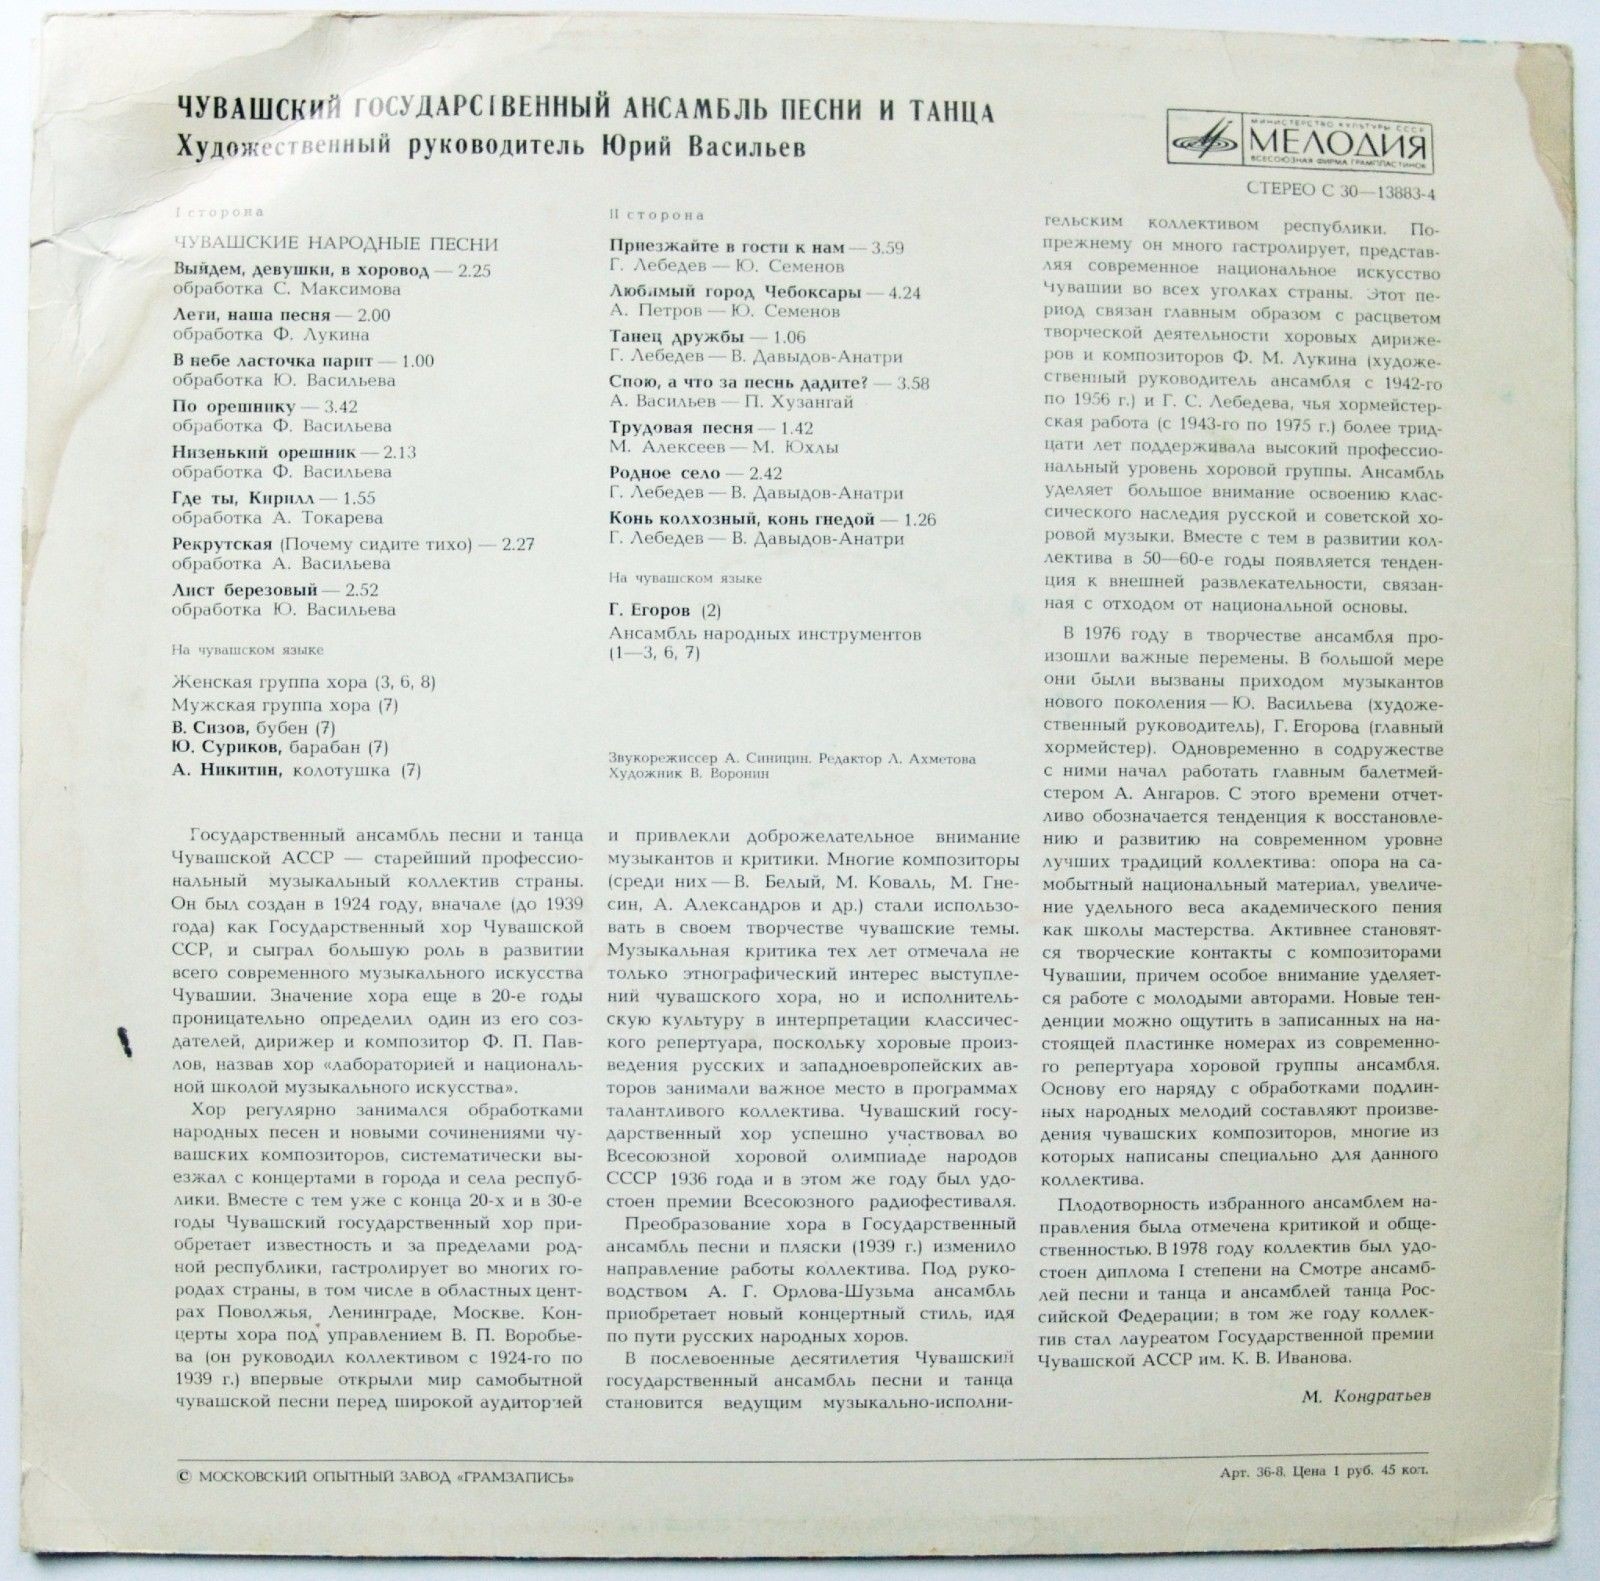 ЧУВАШСКИЙ ГОСУДАРСТВЕННЫЙ АНСАМБЛЬ ПЕСНИ И ТАНЦА
Художественный руководитель Юрий Васильев
МИНИСТЕРСТВО КУЛЬТУРЫ СССР
МЕЛОДИЯ
ВСЕСОЮЗНАЯ ФИРМА ГРАМПЛАСТИНОК
СТЕРЕО С 30—13883-4
I сторона
ЧУВАШСКИЕ НАРОДНЫЕ ПЕСНИ
Выйдем, девушки, в хоровод — 2.25
обработка С. Максимова
Лети, наша песня — 2.00
обработка Ф. Лукина
В небе ласточка парит — 1.00
обработка Ю. Васильева
По орешнику — 3.42
обработка Ф. Васильева
Низенький орешник — 2.13
обработка Ф. Васильева
Где ты, Кирилл — 1.55
обработка А. Токарева
Рекрутская (Почему сидите тихо) — 2.27
обработка А. Васильева
Лист березовый — 2.52
обработка Ю. Васильева
На чувашском языке
Женская группа хора (3, 6, 8)
Мужская группа хора (7)
В. Сизов, бубен (7)
Ю. Суриков, барабан (7)
А. Никитин, колотушка (7)
II сторона
Приезжайте в гости к нам — 3.59
Г. Лебедев — Ю. Семенов
Любимый город Чебоксары — 4.24
А. Петров — Ю. Семенов
Танец дружбы — 1.06
Г. Лебедев — В. Давыдов-Анатри
Спою, а что за песнь дадите? — 3.58
А. Васильев — П. Хузангай
Трудовая песня — 1.42
М. Алексеев — М. Юхлы
Родное село — 2.42
Г. Лебедев — В. Давыдов-Анатри
Конь колхозный, конь гнедой — 1.26
Г. Лебедев — В. Давыдов-Анатри
На чувашском языке
Г. Егоров (2)
Ансамбль народных инструментов
(1—3, 6, 7)
Звукорежиссер А. Синицин. Редактор Л. Ахметова
Художник В. Воронин
Государственный ансамбль песни и танца
Чувашской АССР — старейший профессио-
нальный музыкальный коллектив страны.
Он был создан в 1924 году, вначале (до 1939
года) как Государственный хор Чувашской
ССР, и сыграл большую роль в развитии
всего современного музыкального искусства
Чувашии. Значение хора еще в 20-е годы
проницательно определил один из его соз-
дателей, дирижер и композитор Ф. П. Пав-
лов, назвав хор «лабораторией и националь-
ной школой музыкального искусства».
Хор регулярно занимался обработками
народных песен и новыми сочинениями чу-
вашских композиторов, систематически вы-
езжал с концертами в города и села респуб-
лики. Вместе с тем уже с конца 20-х и в 30-е
годы Чувашский государственный хор при-
обретает известность и за пределами род-
ной республики, гастролирует во многих го-
родах страны, в том числе в областных цент-
рах Поволжья, Ленинграде, Москве. Кон-
церты хора под управлением В. П. Воробье-
ва (он руководил коллективом с 1924-го по
1939 г.) впервые открыли мир самобытной
чувашской песни перед широкой аудиторией
и привлекли доброжелательное внимание
музыкантов и критики. Многие композиторы
(среди них — В. Белый, М. Коваль, М. Гне-
син, А. Александров и др.) стали использо-
вать в своем творчестве чувашские темы.
Музыкальная критика тех лет отмечала не
только этнографический интерес выступле-
ний чувашского хора, но и исполнитель-
скую культуру в интерпретации классичес-
кого репертуара, поскольку хоровые произ-
ведения русских и западноевропейских ав-
торов занимали важное место в программах
талантливого коллектива. Чувашский госу-
дарственный хор успешно участвовал во
Всесоюзной хоровой олимпиаде народов
СССР 1936 года и в этом же году был удо-
стоен премии Всесоюзного радиофестиваля.
Преобразование хора в Государственный
ансамбль песни и пляски (1939 г.) изменило
направление работы коллектива. Под руко-
водством А. Г. Орлова-Шузьма ансамбль
приобретает новый концертный стиль, идя
по пути русских народных хоров.
В послевоенные десятилетия Чувашский
государственный ансамбль песни и танца
становится ведущим музыкально-исполни-
тельским коллективом республики. По-
прежнему он много гастролирует, представ-
ляя современное национальное искусство
Чувашии во всех уголках страны. Этот пе-
риод связан главным образом с расцветом
творческой деятельности хоровых дириже-
ров и композиторов Ф. М. Лукина (художе-
ственный руководитель ансамбля с 1942-го
по 1956 г.) и Г. С. Лебедева, чья хормейстер-
ская работа (с 1943-го по 1975 г.) более трид-
цати лет поддерживала высокий профессио-
нальный уровень хоровой группы. Ансамбль
уделяет большое внимание освоению клас-
сического наследия русской и советской хо-
ровой музыки. Вместе с тем в развитии кол-
лектива в 50—60-е годы появляется тенден-
ция к внешней развлекательности, связан-
ная с отходом от национальной основы.
В 1976 году в творчестве ансамбля про-
изошли важные перемены. В большой мере
они были вызваны приходом музыкантов
нового поколения — Ю. Васильева (художе-
ственный руководитель), Г. Егорова (главный
хормейстер). Одновременно в содружестве
с ними начал работать главным балетмей-
стером А. Ангаров. С этого времени отчет-
ливо обозначается тенденция к восстановле-
нию и развитию на современном уровне
лучших традиций коллектива: опора на са-
мобытный национальный материал, увеличе-
ние удельного веса академического пения
как школы мастерства. Активнее становят-
ся творческие контакты с композиторами
Чувашии, причем особое внимание уделяет-
ся работе с молодыми авторами. Новые тен-
денции можно ощутить в записанных на на-
стоящей пластинке номерах из современно-
го репертуара хоровой группы ансамбля.
Основу его наряду с обработками подлин-
ных народных мелодий составляют произве-
дения чувашских композиторов, многие из
которых написаны специально для данного
коллектива.
Плодотворность избранного ансамблем на-
правления была отмечена критикой и обще-
ственностью. В 1978 году коллектив был удо-
стоен диплома I степени на Смотре ансамб-
лей песни и танца и ансамблей танца Рос-
сийской Федерации; в том же году коллек-
тив стал лауреатом Государственной премии
Чувашской АССР им. К. В. Иванова.
М. Кондратьев
© МОСКОВСКИЙ ОПЫТНЫЙ ЗАВОД «ГРАМЗАПИСЬ»
Арт. 36-8. Цена 1 руб. 45 коп.